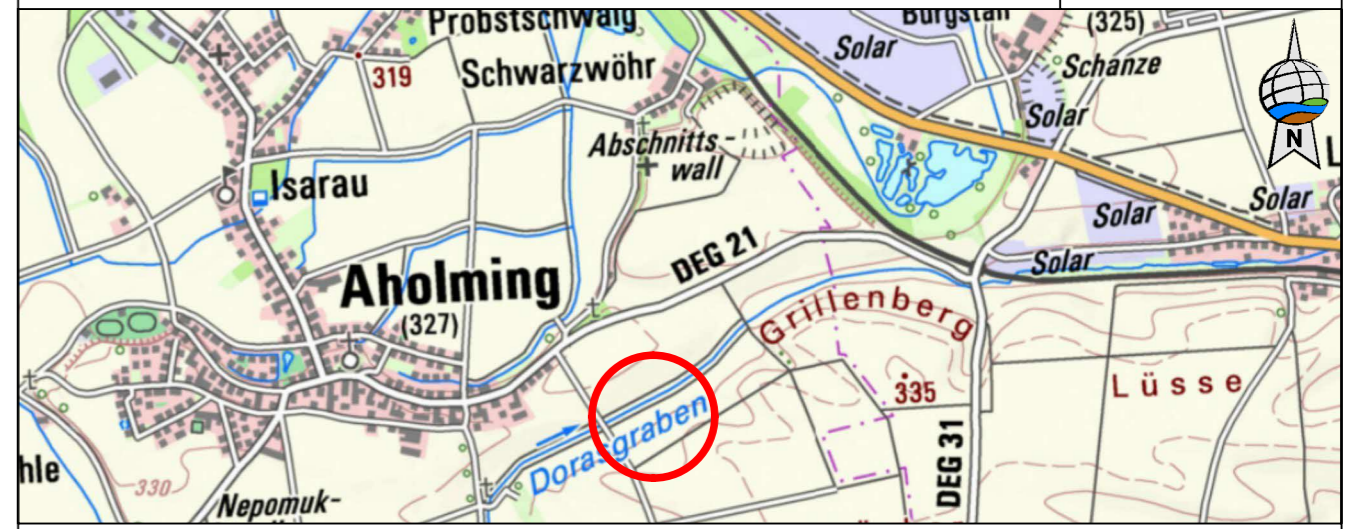 Probstschwaig
Burgstall
(325)
Solar
319
Schwarzwöhr
Schanze
Solar
Abschnitts-
wall
N
L
Isarau
Solar
Solar
DEG 21
Solar
Aholming
(327)
Grillenberg
335
Lüsse
Dorasgraben
DEG 31
hle
330
Nepomuk-